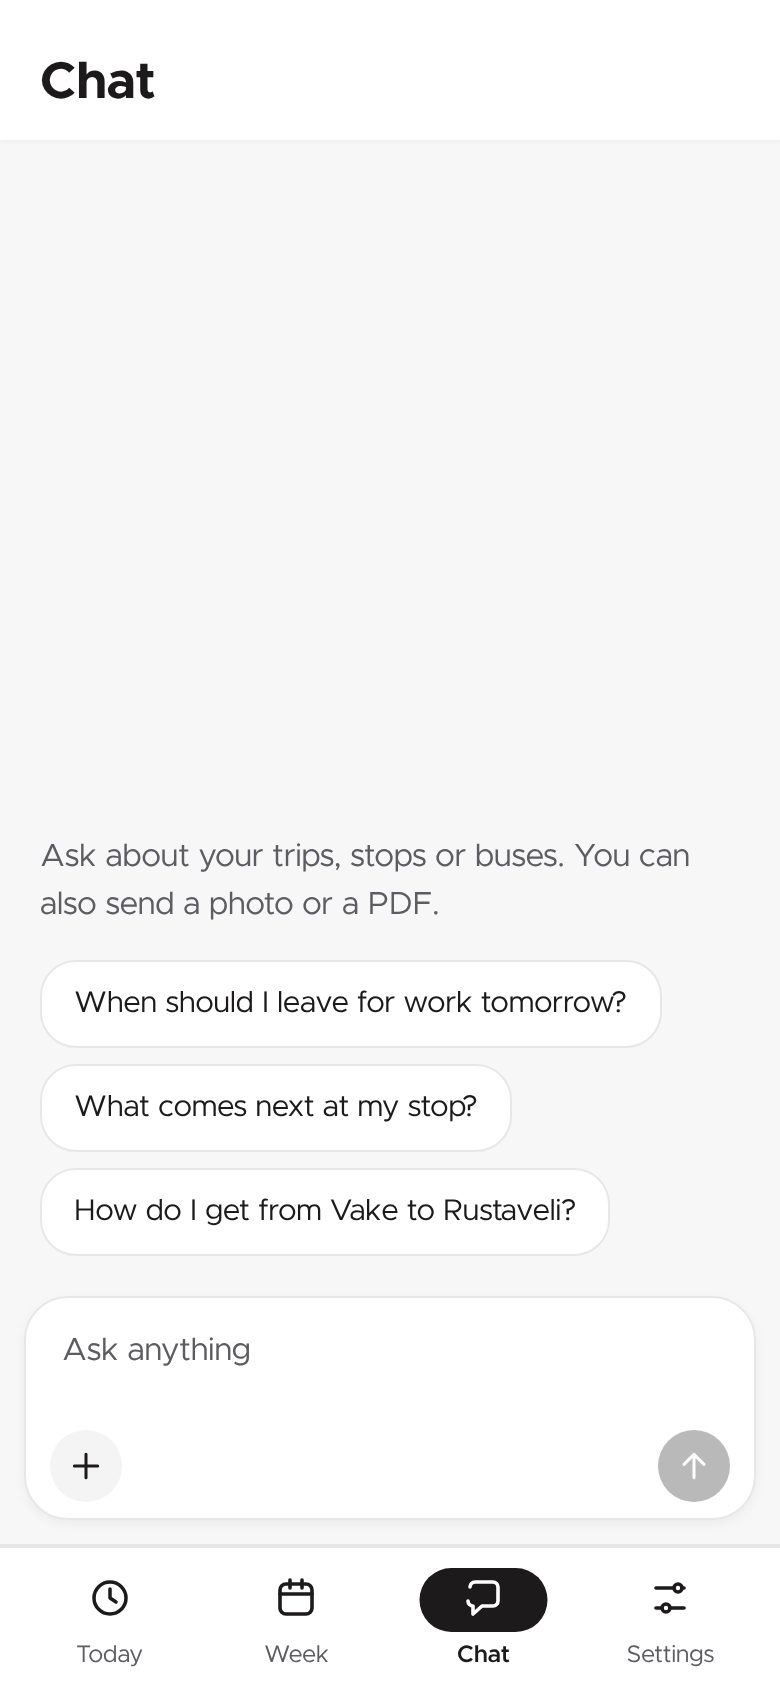 Chat
Ask about your trips, stops or buses. You can
also send a photo or a PDF.
When should I leave for work tomorrow?
What comes next at my stop?
How do I get from Vake to Rustaveli?
Ask anything
Today
Week
Chat
Settings